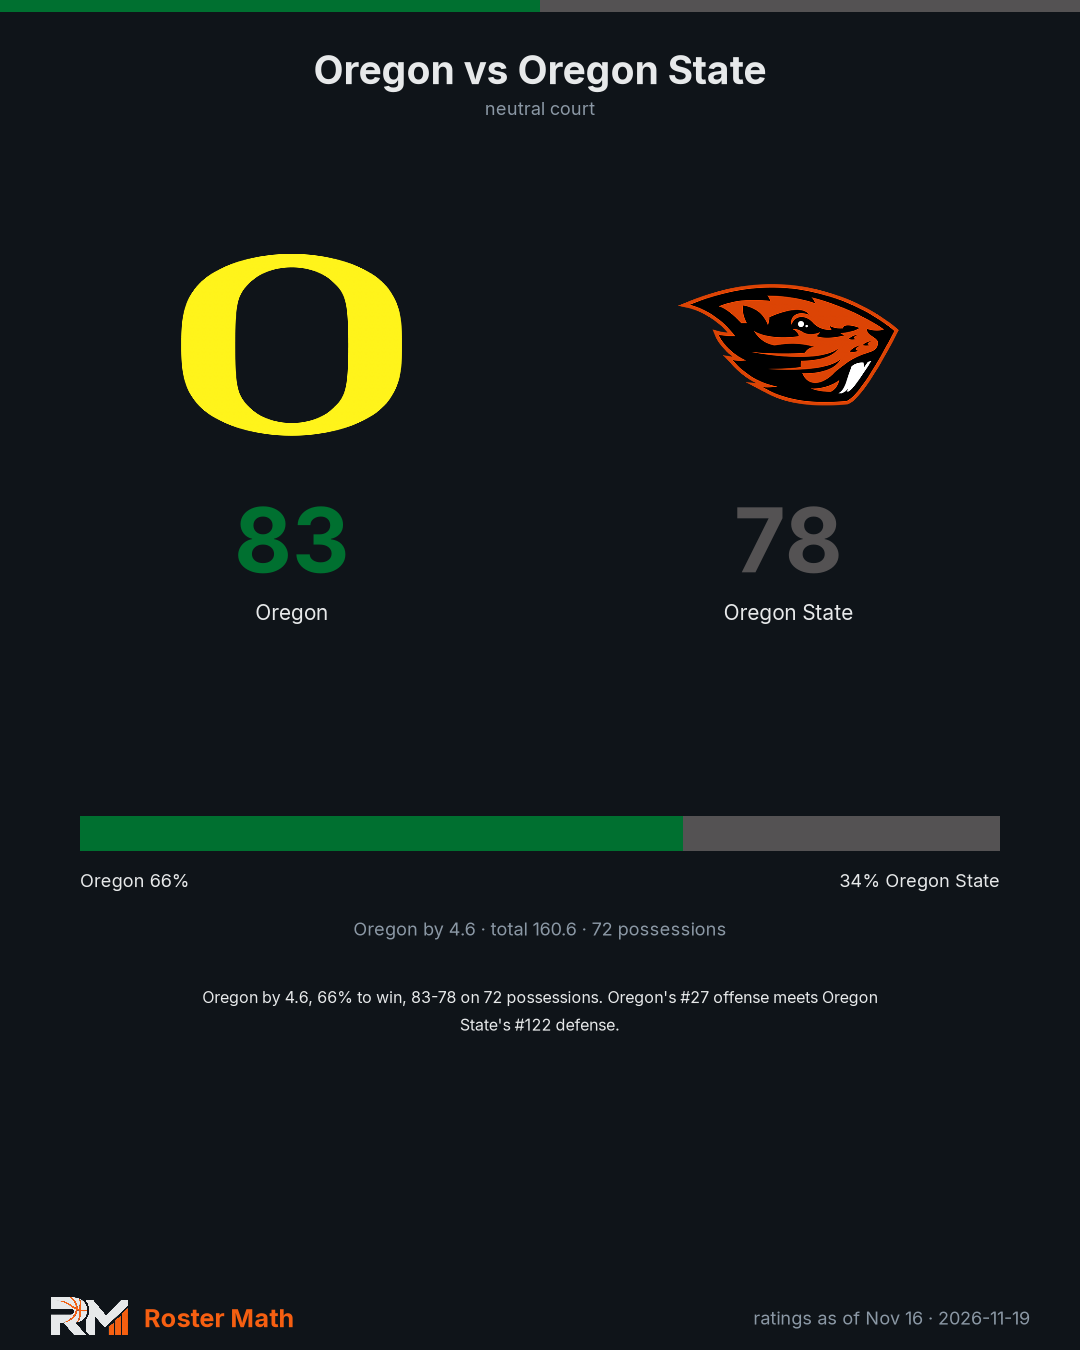 Oregon vs Oregon State
neutral court
O
83
78
Oregon
Oregon State
Oregon 66%
34% Oregon State
Oregon by 4.6 · total 160.6 · 72 possessions
Oregon by 4.6, 66% to win, 83-78 on 72 possessions. Oregon's #27 offense meets Oregon
State's #122 defense.
RM Roster Math
ratings as of Nov 16 · 2026-11-19